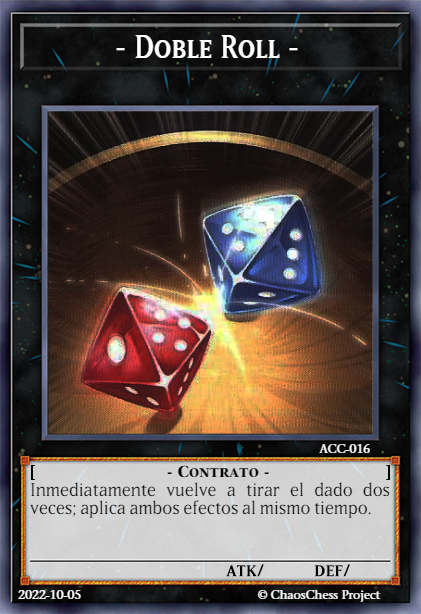 - Doble Roll -
ACC-016
[ - Contrato - ]
Inmediatamente vuelve a tirar el dado dos
veces; aplica ambos efectos al mismo tiempo.
ATK/ DEF/
2022-10-05 © ChaosChess Project